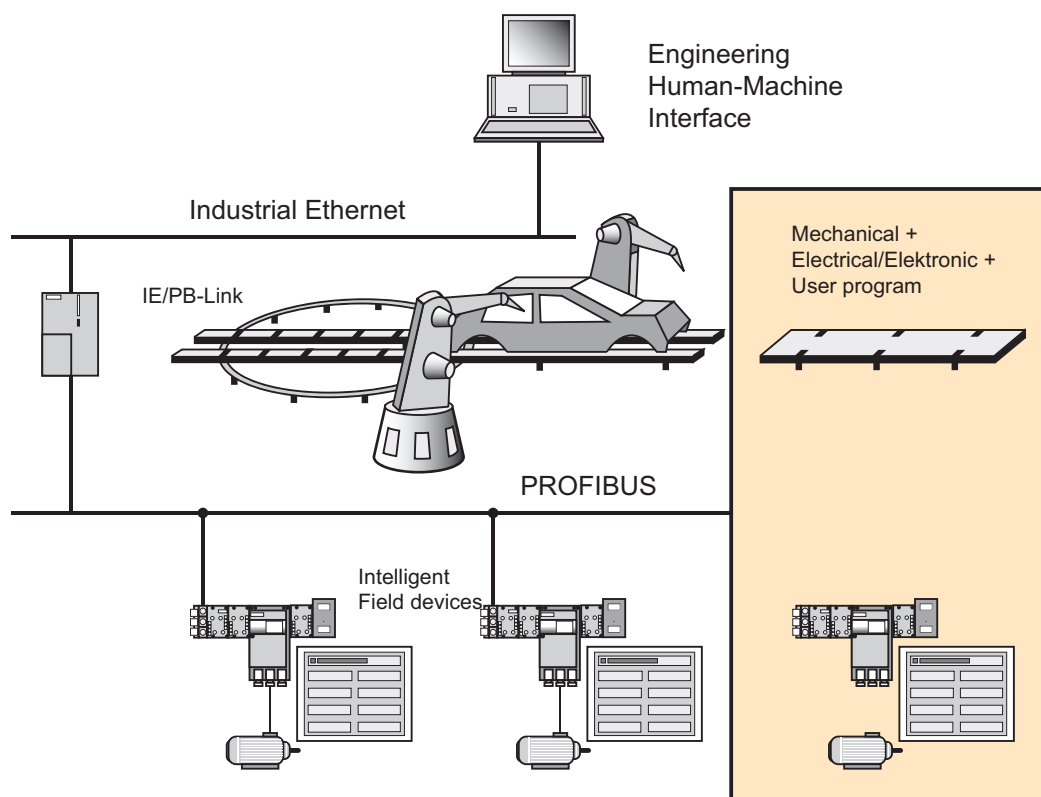 Engineering
Human-Machine
Interface
Industrial Ethernet
Mechanical +
Electrical/Elektronic +
User program
IE/PB-Link
PROFIBUS
Intelligent
Field devices